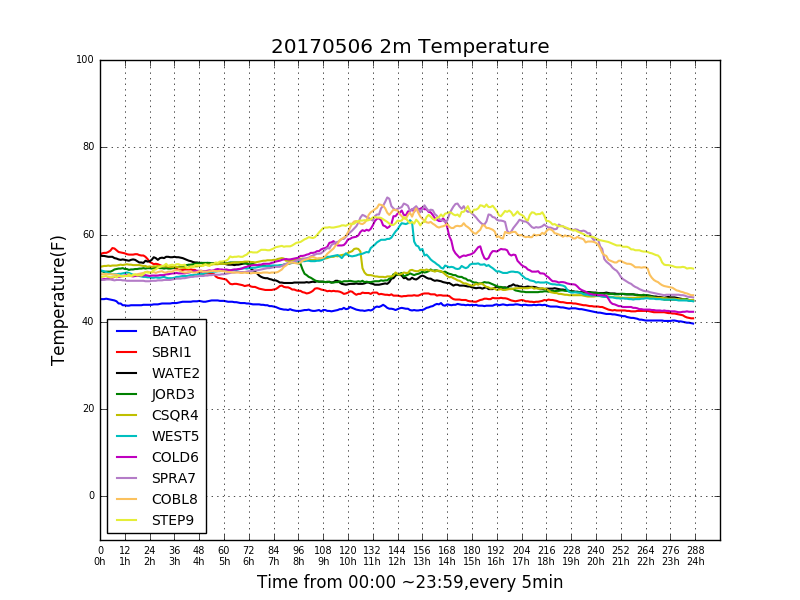 20170506 2m Temperature
100
80
60
40
20
0
Temperature(F)
BATA0
SBRI1
WATE2
JORD3
CSQR4
WEST5
COLD6
SPRA7
COBL8
STEP9
0 12 24 36 48 60 72 84 96 108 120 132 144 156 168 180 192 204 216 228 240 252 264 276 288
0h 1h 2h 3h 4h 5h 6h 7h 8h 9h 10h 11h 12h 13h 14h 15h 16h 17h 18h 19h 20h 21h 22h 23h 24h
Time from 00:00 ~23:59,every 5min